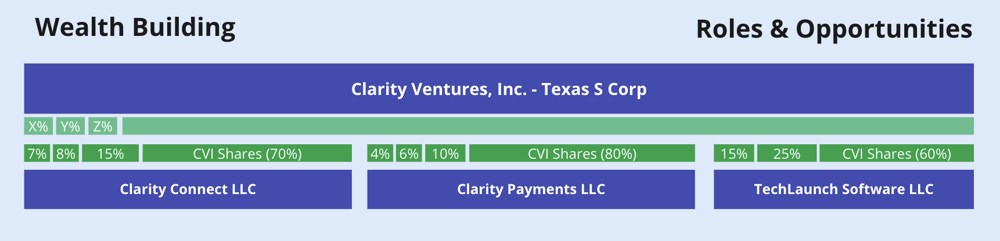 Wealth Building
Roles & Opportunities
Clarity Ventures, Inc. - Texas S Corp
X% Y% Z%
7% 8% 15% CVI Shares (70%)
4% 6% 10% CVI Shares (80%)
15% 25% CVI Shares (60%)
Clarity Connect LLC
Clarity Payments LLC
TechLaunch Software LLC